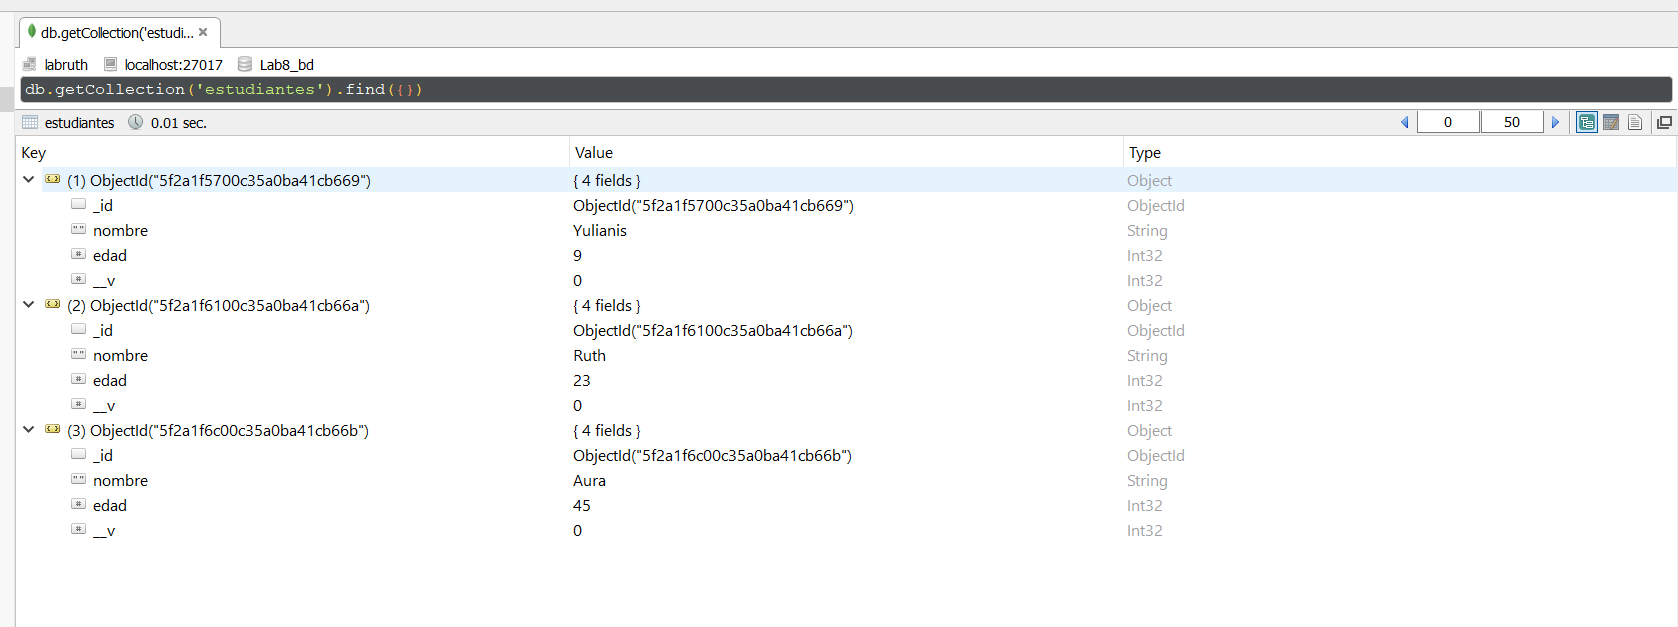 db.getCollection('estudi...
labruth localhost:27017 Lab8_bd
db.getCollection('estudiantes').find({})
estudiantes 0.01 sec. 0 50
Key Value Type
(1) ObjectId("5f2a1f5700c35a0ba41cb669") { 4 fields } Object
_id ObjectId("5f2a1f5700c35a0ba41cb669") ObjectId
nombre Yulianis String
edad 9 Int32
__v 0 Int32
(2) ObjectId("5f2a1f6100c35a0ba41cb66a") { 4 fields } Object
_id ObjectId("5f2a1f6100c35a0ba41cb66a") ObjectId
nombre Ruth String
edad 23 Int32
__v 0 Int32
(3) ObjectId("5f2a1f6c00c35a0ba41cb66b") { 4 fields } Object
_id ObjectId("5f2a1f6c00c35a0ba41cb66b") ObjectId
nombre Aura String
edad 45 Int32
__v 0 Int32